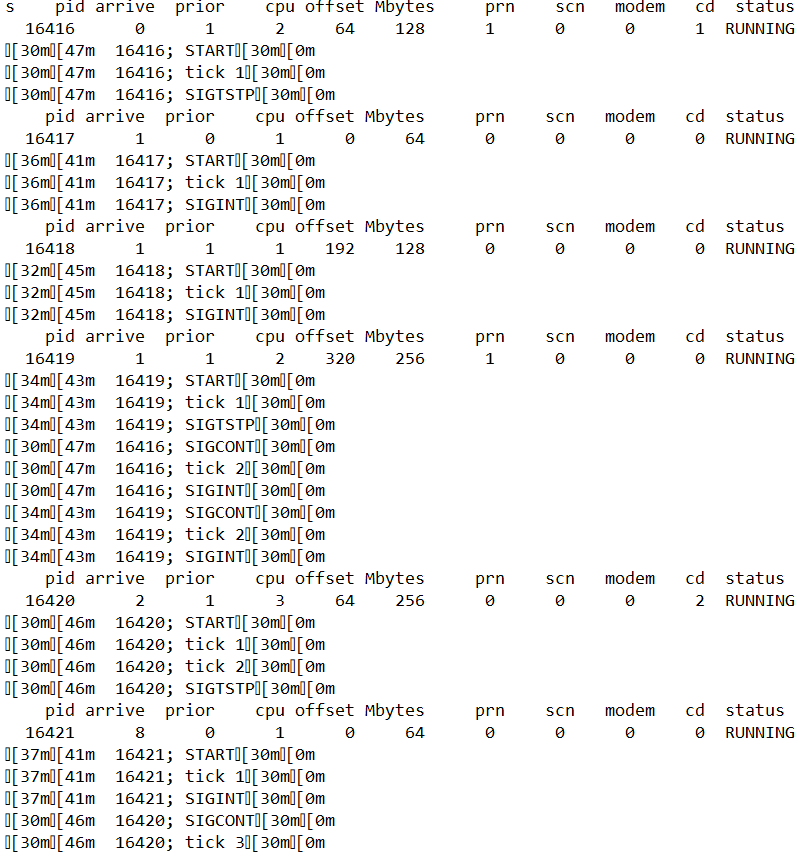 s    pid arrive  prior    cpu offset Mbytes     prn    scn   modem   cd  status
  16416      0      1      2     64    128      1      0      0      1  RUNNING
▯[30m▯[47m  16416; START▯[30m▯[0m
▯[30m▯[47m  16416; tick 1▯[30m▯[0m
▯[30m▯[47m  16416; SIGTSTP▯[30m▯[0m
    pid arrive  prior    cpu offset Mbytes     prn    scn   modem   cd  status
  16417      1      0      1      0     64      0      0      0      0  RUNNING
▯[36m▯[41m  16417; START▯[30m▯[0m
▯[36m▯[41m  16417; tick 1▯[30m▯[0m
▯[36m▯[41m  16417; SIGINT▯[30m▯[0m
    pid arrive  prior    cpu offset Mbytes     prn    scn   modem   cd  status
  16418      1      1      1    192    128      0      0      0      0  RUNNING
▯[32m▯[45m  16418; START▯[30m▯[0m
▯[32m▯[45m  16418; tick 1▯[30m▯[0m
▯[32m▯[45m  16418; SIGINT▯[30m▯[0m
    pid arrive  prior    cpu offset Mbytes     prn    scn   modem   cd  status
  16419      1      1      2    320    256      1      0      0      0  RUNNING
▯[34m▯[43m  16419; START▯[30m▯[0m
▯[34m▯[43m  16419; tick 1▯[30m▯[0m
▯[34m▯[43m  16419; SIGTSTP▯[30m▯[0m
▯[30m▯[47m  16416; SIGCONT▯[30m▯[0m
▯[30m▯[47m  16416; tick 2▯[30m▯[0m
▯[30m▯[47m  16416; SIGINT▯[30m▯[0m
▯[34m▯[43m  16419; SIGCONT▯[30m▯[0m
▯[34m▯[43m  16419; tick 2▯[30m▯[0m
▯[34m▯[43m  16419; SIGINT▯[30m▯[0m
    pid arrive  prior    cpu offset Mbytes     prn    scn   modem   cd  status
  16420      2      1      3     64    256      0      0      0      2  RUNNING
▯[30m▯[46m  16420; START▯[30m▯[0m
▯[30m▯[46m  16420; tick 1▯[30m▯[0m
▯[30m▯[46m  16420; tick 2▯[30m▯[0m
▯[30m▯[46m  16420; SIGTSTP▯[30m▯[0m
    pid arrive  prior    cpu offset Mbytes     prn    scn   modem   cd  status
  16421      8      0      1      0     64      0      0      0      0  RUNNING
▯[37m▯[41m  16421; START▯[30m▯[0m
▯[37m▯[41m  16421; tick 1▯[30m▯[0m
▯[37m▯[41m  16421; SIGINT▯[30m▯[0m
▯[30m▯[46m  16420; SIGCONT▯[30m▯[0m
▯[30m▯[46m  16420; tick 3▯[30m▯[0m